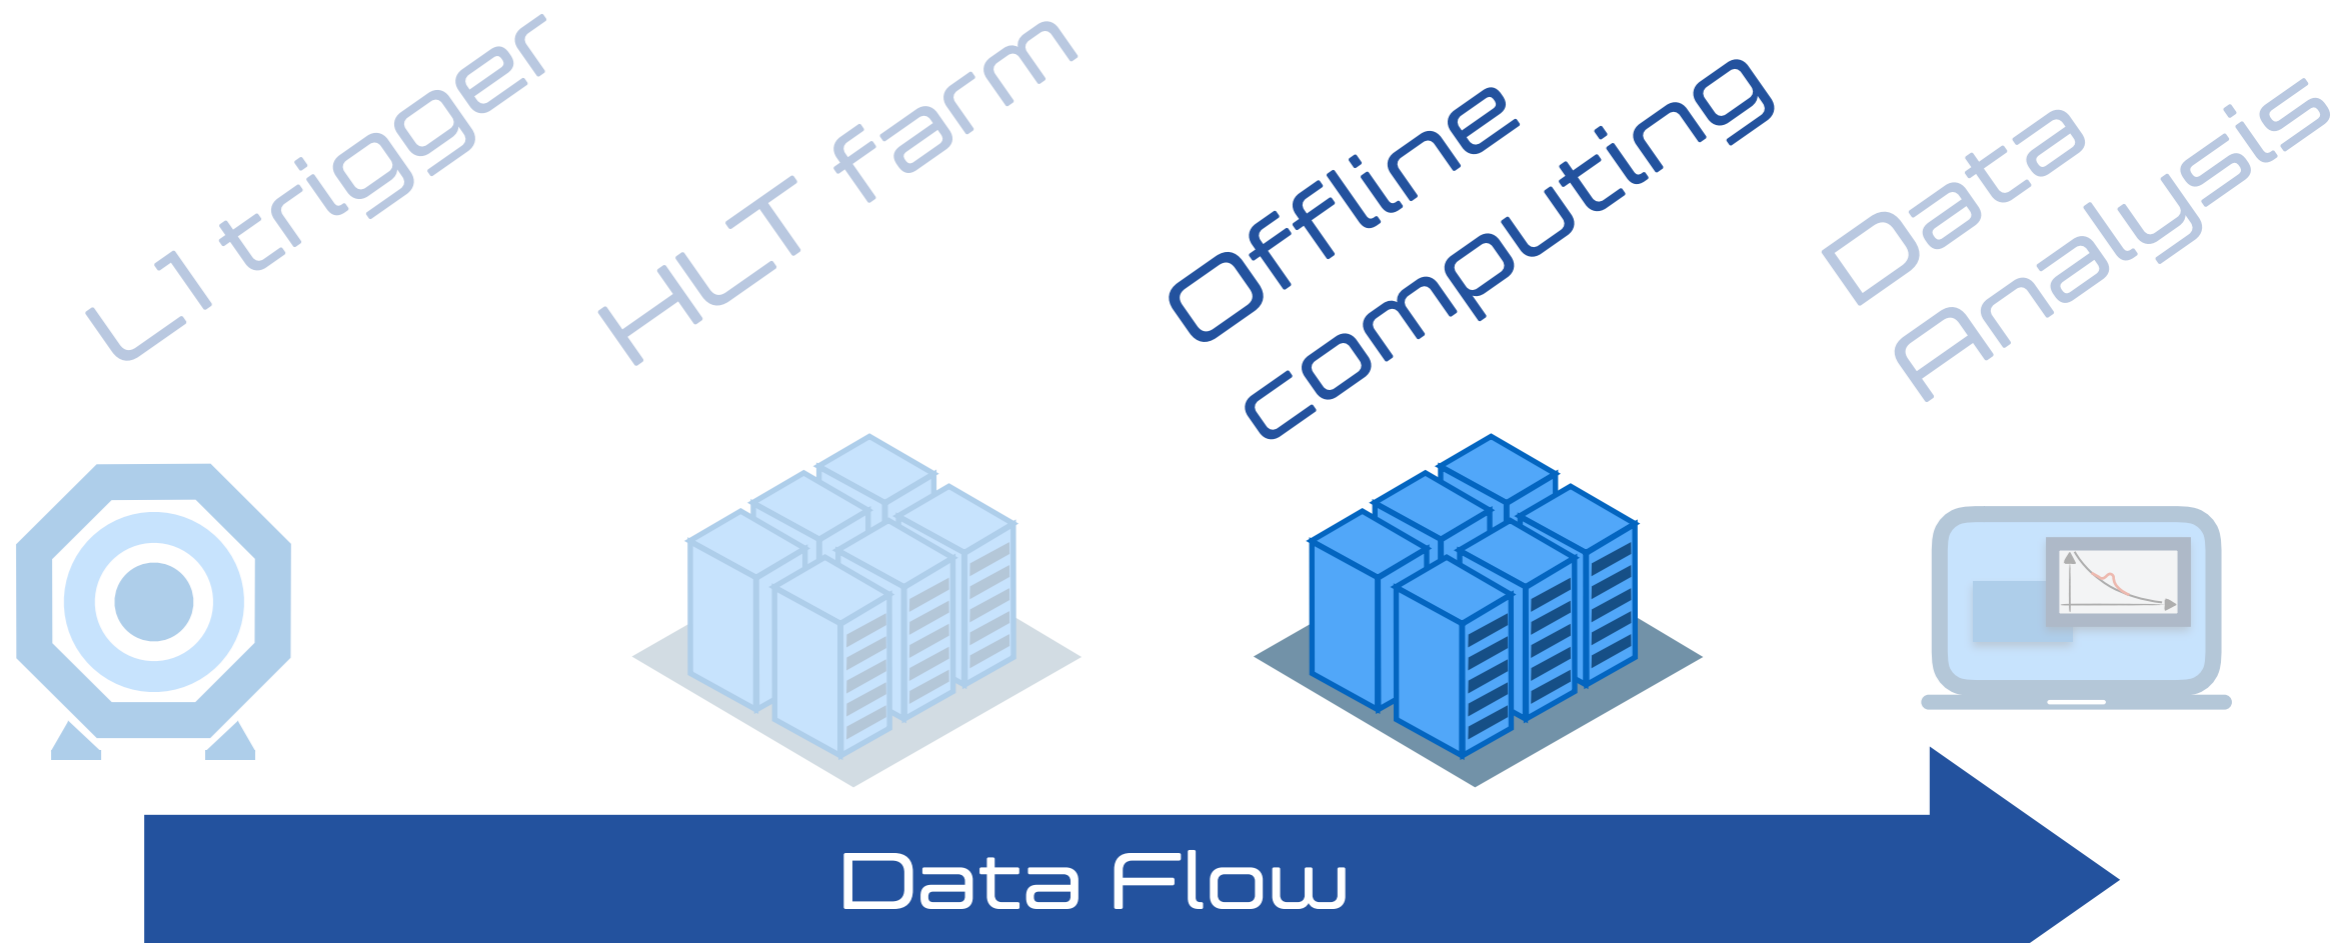 L1 trigger
HLT farm
Offline
computing
Data
Analysis
Data Flow